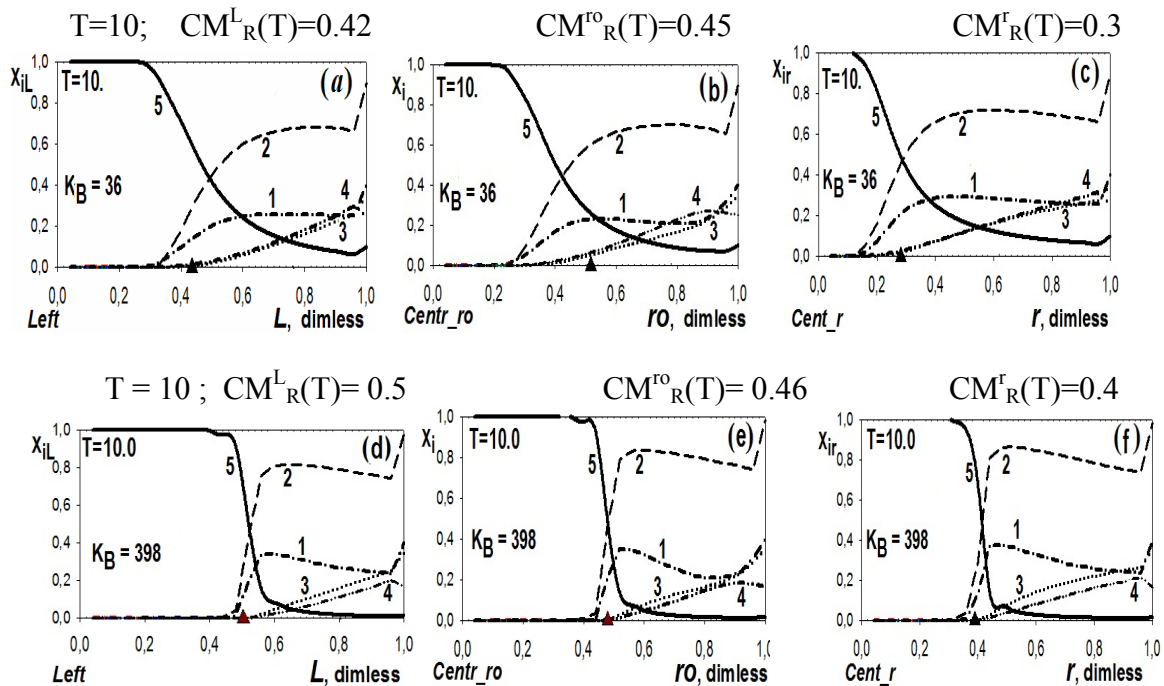 T=10; CM^L_R(T)=0.42 CM^ro_R(T)=0.45 CM^r_R(T)=0.3
X_iL 1,0 0,8 0,6 0,4 0,2 0,0
T=10. (a)
5 2 1 4 3
K_B = 36
0,0 0,2 0,4 0,6 0,8 1,0
Left L, dimless
X_i 1,0 0,8 0,6 0,4 0,2 0,0
T=10. (b)
5 2 1 4 3
K_B = 36
0,0 0,2 0,4 0,6 0,8 1,0
Centr_ro ro, dimless
X_ir 1,0 0,8 0,6 0,4 0,2 0,0
T=10. (c)
5 2 1 4 3
K_B = 36
0,0 0,2 0,4 0,6 0,8 1,0
Cent_r r, dimless
T = 10 ; CM^L_R(T)= 0.5 CM^ro_R(T)= 0.46 CM^r_R(T)=0.4
X_iL 1,0 0,8 0,6 0,4 0,2 0,0
T=10.0 (d)
5 2 1 3 4
K_B = 398
0,0 0,2 0,4 0,6 0,8 1,0
Left L, dimless
X_i 1,0 0,8 0,6 0,4 0,2 0,0
T=10.0 (e)
5 2 1 3 4
K_B = 398
0,0 0,2 0,4 0,6 0,8 1,0
Centr_ro ro, dimless
X_ir 1,0 0,8 0,6 0,4 0,2 0,0
T=10.0 (f)
5 2 1 3 4
K_B = 398
0,0 0,2 0,4 0,6 0,8 1,0
Cent_r r, dimless